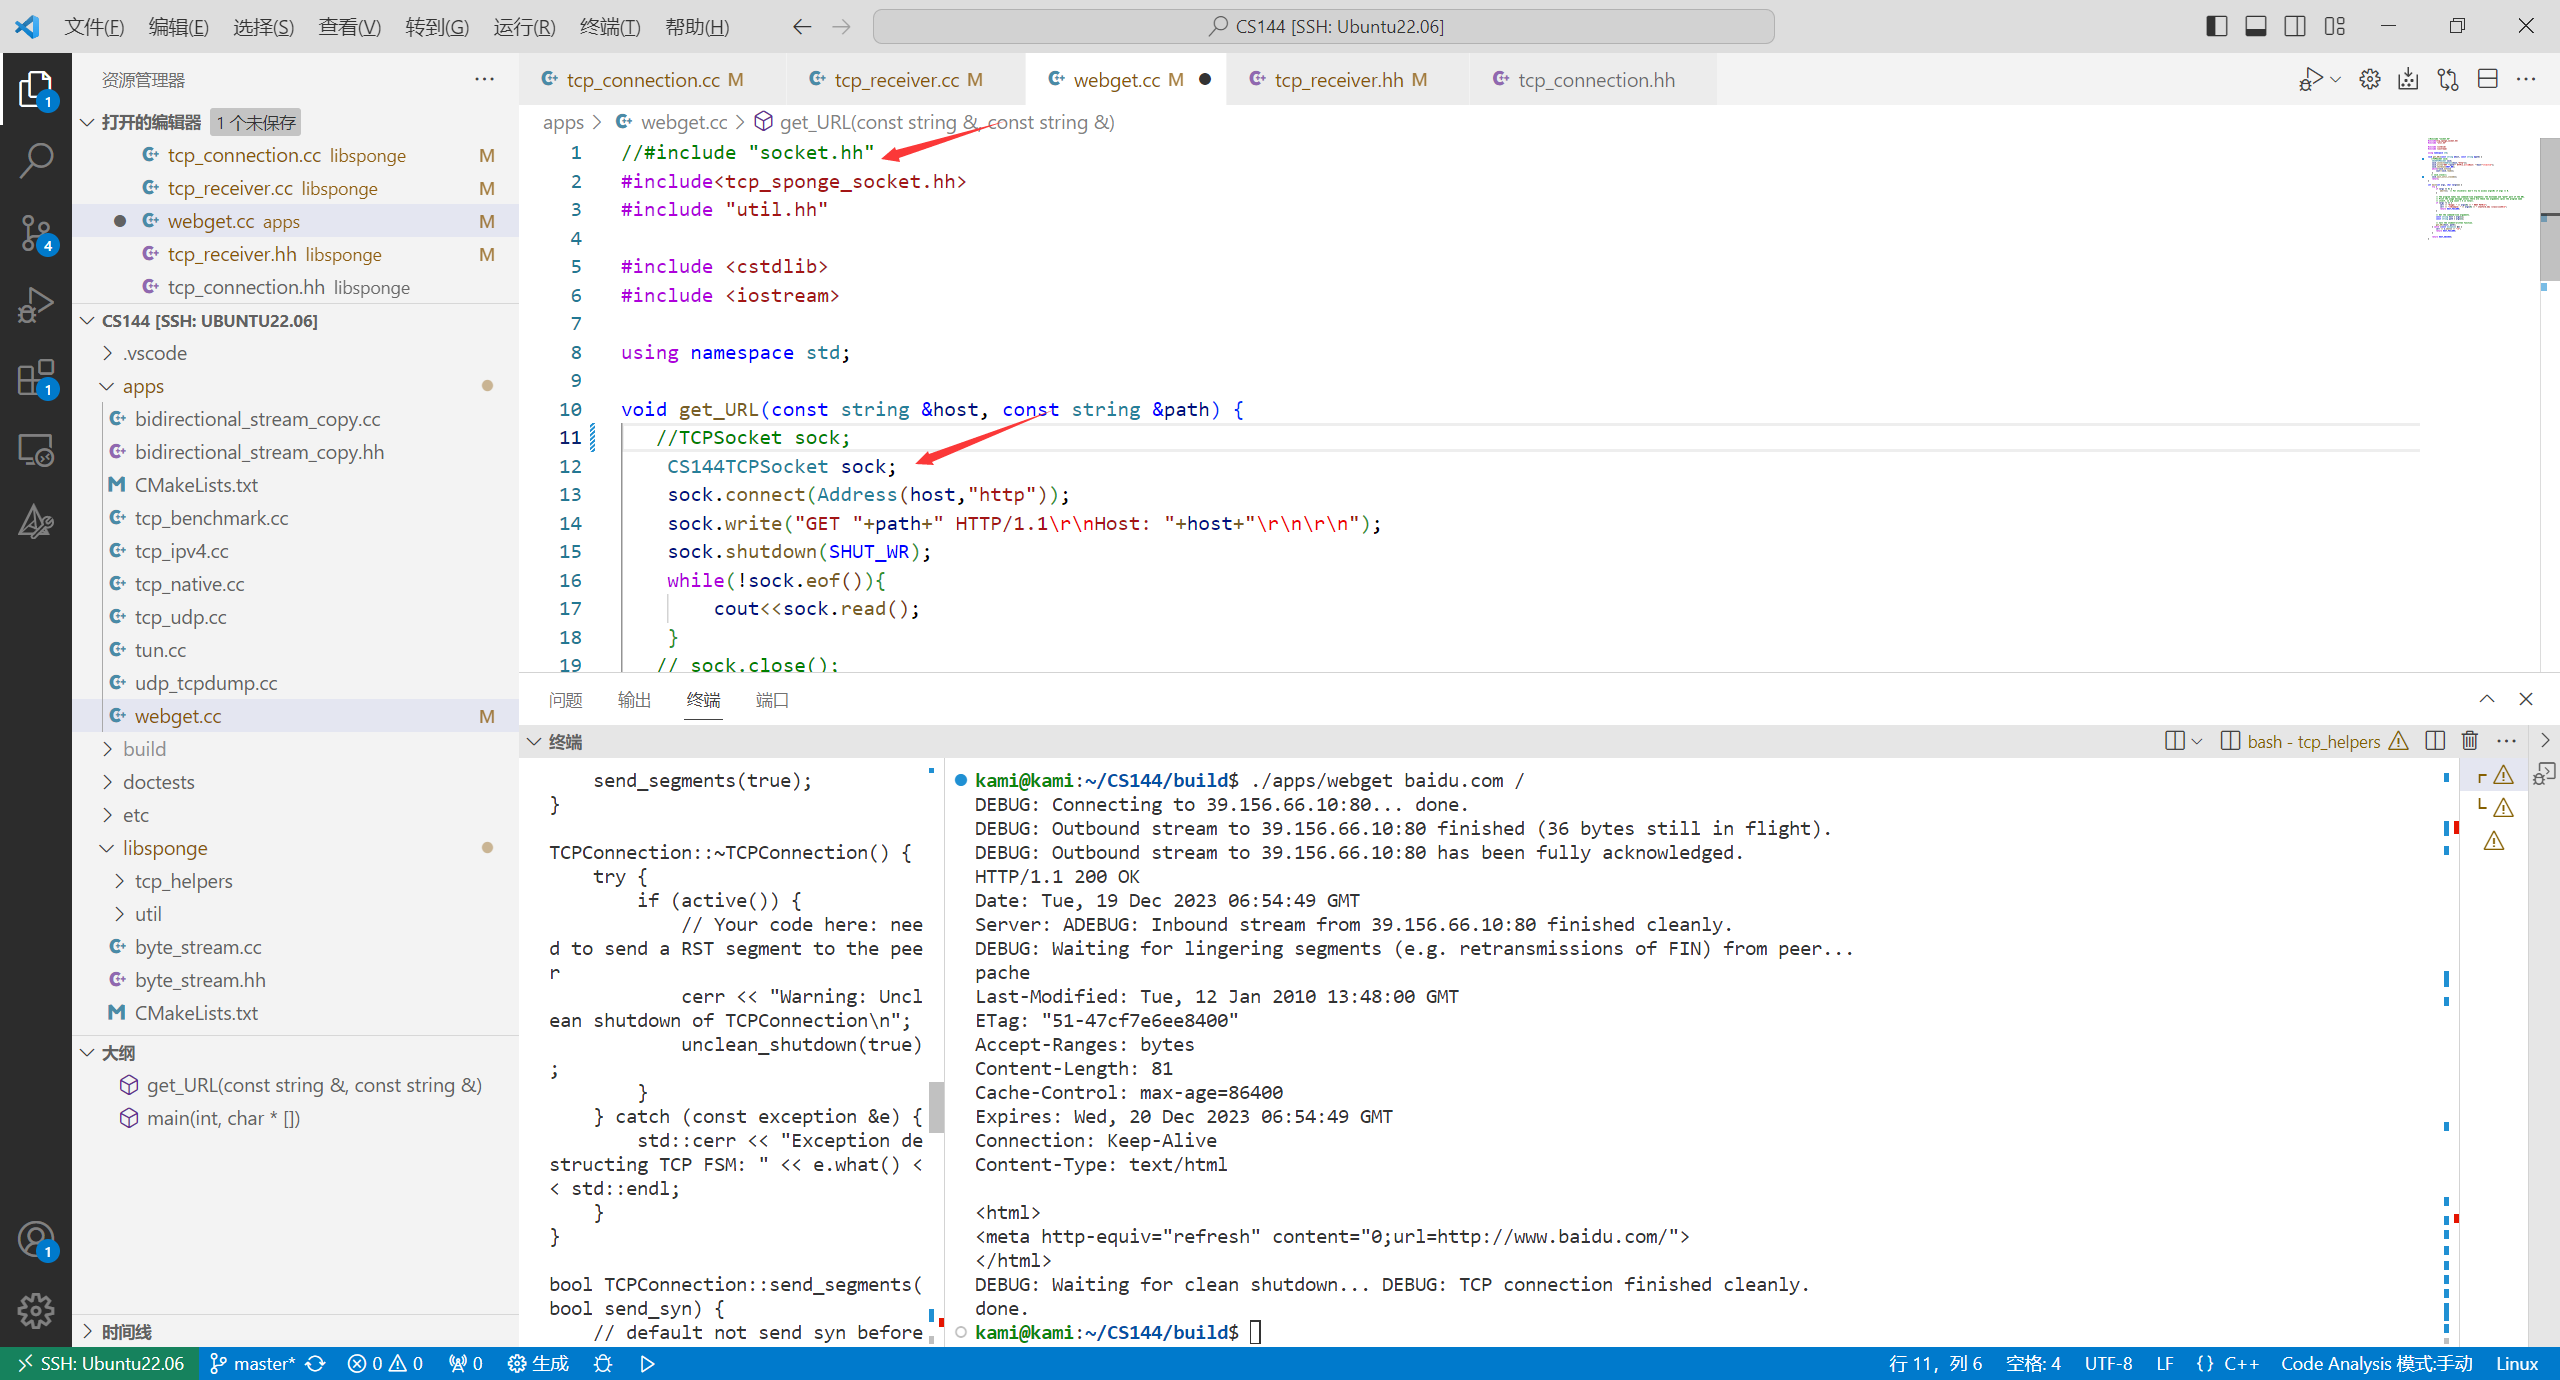 文件(F) 编辑(E) 选择(S) 查看(V) 转到(G) 运行(R) 终端(T) 帮助(H)
CS144 [SSH: Ubuntu22.06]
资源管理器
打开的编辑器 1 个未保存
tcp_connection.cc libsponge M
tcp_receiver.cc libsponge M
webget.cc apps M
tcp_receiver.hh libsponge M
tcp_connection.hh libsponge
CS144 [SSH: UBUNTU22.06]
.vscode
apps
bidirectional_stream_copy.cc
bidirectional_stream_copy.hh
CMakeLists.txt
tcp_benchmark.cc
tcp_ipv4.cc
tcp_native.cc
tcp_udp.cc
tun.cc
udp_tcpdump.cc
webget.cc M
build
doctests
etc
libsponge
tcp_helpers
util
byte_stream.cc
byte_stream.hh
CMakeLists.txt
大纲
get_URL(const string &, const string &)
main(int, char * [])
时间线
1
4
1
1
tcp_connection.cc M tcp_receiver.cc M webget.cc M tcp_receiver.hh M tcp_connection.hh
apps > webget.cc > get_URL(const string &, const string &)
1 //#include "socket.hh"
2 #include<tcp_sponge_socket.hh>
3 #include "util.hh"
4
5 #include <cstdlib>
6 #include <iostream>
7
8 using namespace std;
9
10 void get_URL(const string &host, const string &path) {
11 //TCPSocket sock;
12 CS144TCPSocket sock;
13 sock.connect(Address(host,"http"));
14 sock.write("GET "+path+" HTTP/1.1\r\nHost: "+host+"\r\n\r\n");
15 sock.shutdown(SHUT_WR);
16 while(!sock.eof()){
17 cout<<sock.read();
18 }
19 // sock.close();
问题 输出 终端 端口
终端
bash - tcp_helpers
send_segments(true);
}
TCPConnection::~TCPConnection() {
try {
if (active()) {
// Your code here: nee
d to send a RST segment to the pee
r
cerr << "Warning: Uncl
ean shutdown of TCPConnection\n";
unclean_shutdown(true)
;
}
} catch (const exception &e) {
std::cerr << "Exception de
structing TCP FSM: " << e.what() <
< std::endl;
}
}
bool TCPConnection::send_segments(
bool send_syn) {
// default not send syn before
kami@kami:~/CS144/build$ ./apps/webget baidu.com /
DEBUG: Connecting to 39.156.66.10:80... done.
DEBUG: Outbound stream to 39.156.66.10:80 finished (36 bytes still in flight).
DEBUG: Outbound stream to 39.156.66.10:80 has been fully acknowledged.
HTTP/1.1 200 OK
Date: Tue, 19 Dec 2023 06:54:49 GMT
Server: ADEBUG: Inbound stream from 39.156.66.10:80 finished cleanly.
DEBUG: Waiting for lingering segments (e.g. retransmissions of FIN) from peer...
pache
Last-Modified: Tue, 12 Jan 2010 13:48:00 GMT
ETag: "51-47cf7e6ee8400"
Accept-Ranges: bytes
Content-Length: 81
Cache-Control: max-age=86400
Expires: Wed, 20 Dec 2023 06:54:49 GMT
Connection: Keep-Alive
Content-Type: text/html
<html>
<meta http-equiv="refresh" content="0;url=http://www.baidu.com/">
</html>
DEBUG: Waiting for clean shutdown... DEBUG: TCP connection finished cleanly.
done.
kami@kami:~/CS144/build$
SSH: Ubuntu22.06 master* 0 0 0 生成 行 11，列 6 空格: 4 UTF-8 LF {} C++ Code Analysis 模式:手动 Linux